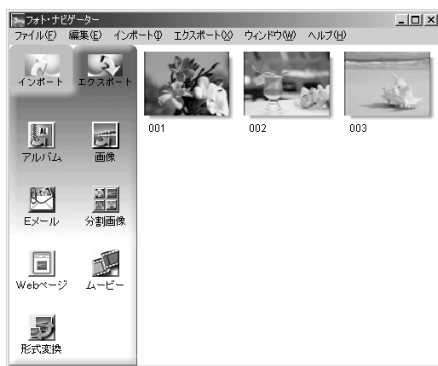 フォト・ナビゲーター
ファイル(F) 編集(E) インポート(I) エクスポート(X) ウィンドウ(W) ヘルプ(H)
インポート エクスポート
001 002 003
アルバム 画像
Eメール 分割画像
Webページ ムービー
形式変換